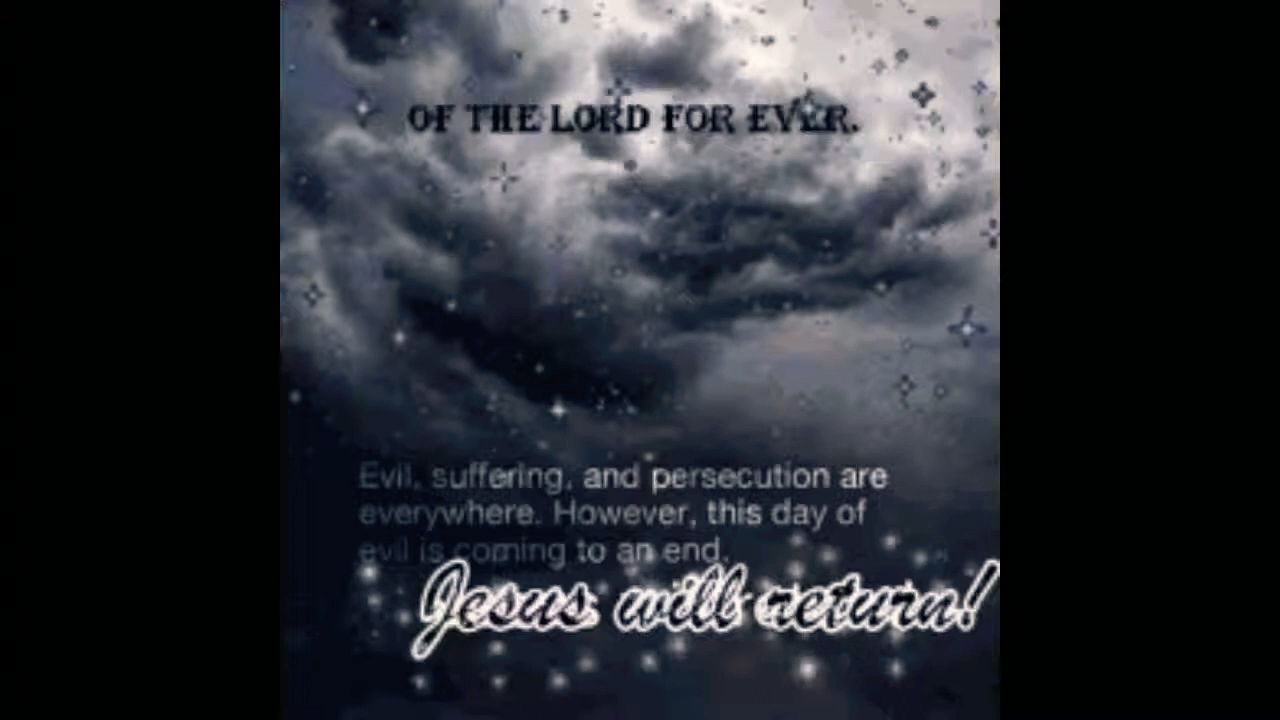 OF THE LORD FOR EVER.
Evil, suffering, and persecution are
everywhere. However, this day of
evil is coming to an end.
Jesus will return!